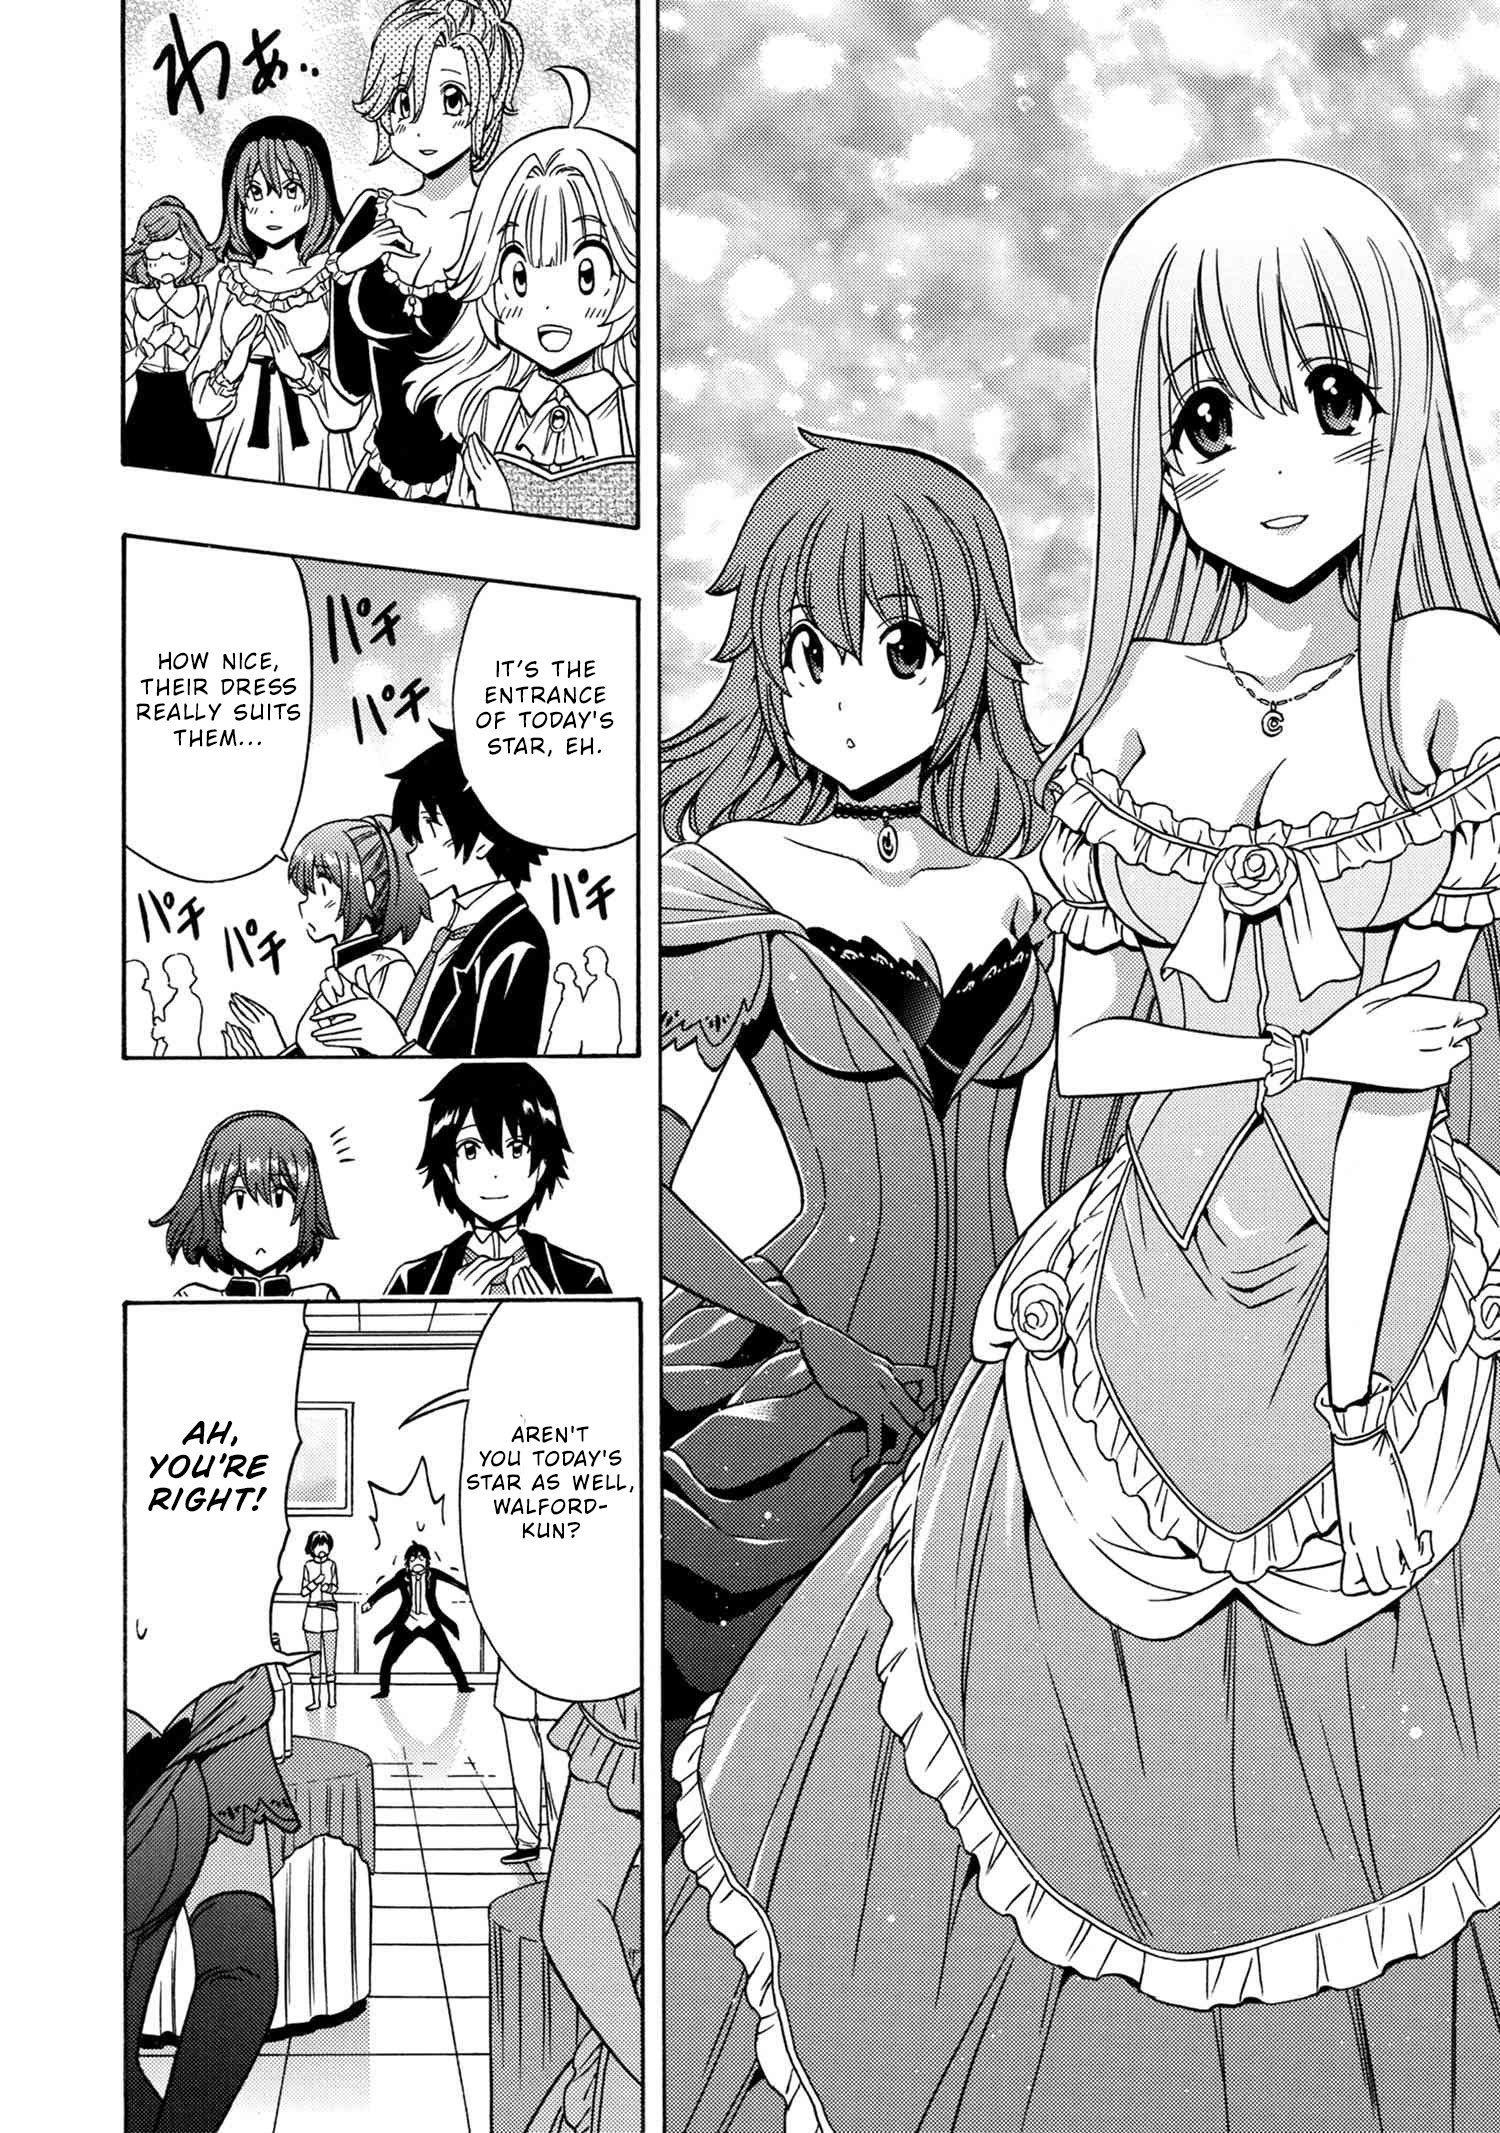 わぁ..
IT'S THE
ENTRANCE
OF TODAY'S
STAR, EH.
HOW NICE,
THEIR DRESS
REALLY SUITS
THEM...
パチ
パチ
パチ
パチ
パチ
AREN'T
YOU TODAY'S
STAR AS WELL,
WALFORD-
KUN?
AH,
YOU'RE
RIGHT!